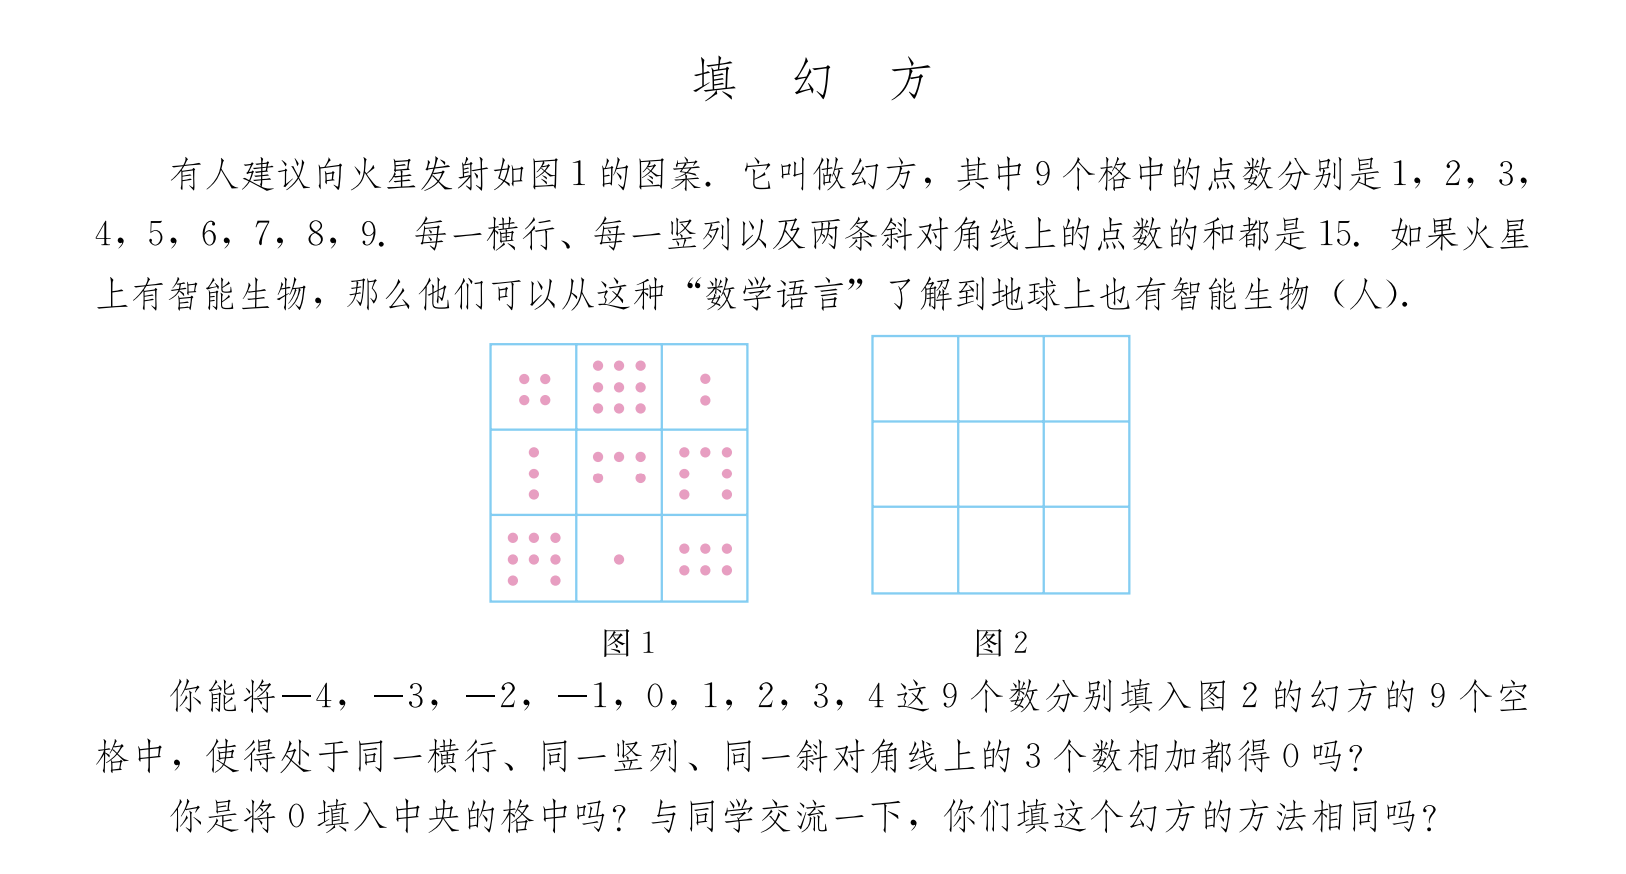 填 幻 方
有人建议向火星发射如图1的图案. 它叫做幻方，其中9个格中的点数分别是1，2，3，
4，5，6，7，8，9. 每一横行、每一竖列以及两条斜对角线上的点数的和都是15. 如果火星
上有智能生物，那么他们可以从这种“数学语言”了解到地球上也有智能生物（人）.
图1 图2
你能将－4，－3，－2，－1，0，1，2，3，4这9个数分别填入图2的幻方的9个空
格中，使得处于同一横行、同一竖列、同一斜对角线上的3个数相加都得0吗？
你是将0填入中央的格中吗？与同学交流一下，你们填这个幻方的方法相同吗？